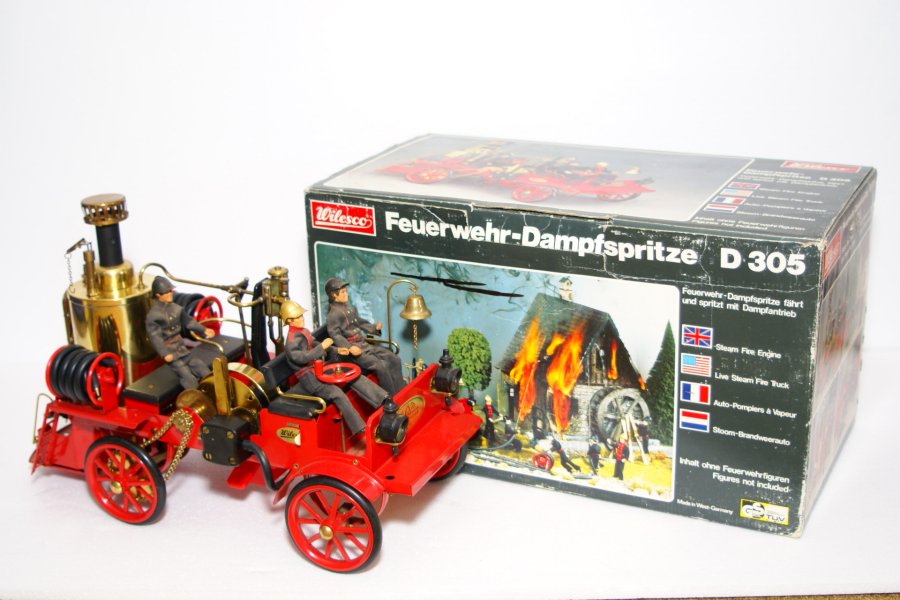 Wilesco
Feuerwehr-Dampfspritze D 305
Feuerwehr-Dampfspritze fährt
und spritzt mit Dampfantrieb
Steam Fire Engine
Live Steam Fire Truck
Auto-Pompiers à Vapeur
Stoom-Brandweerauto
Inhalt ohne Feuerwehrfiguren
Figures not included
Made in West-Germany
GS TÜV
Wilesco